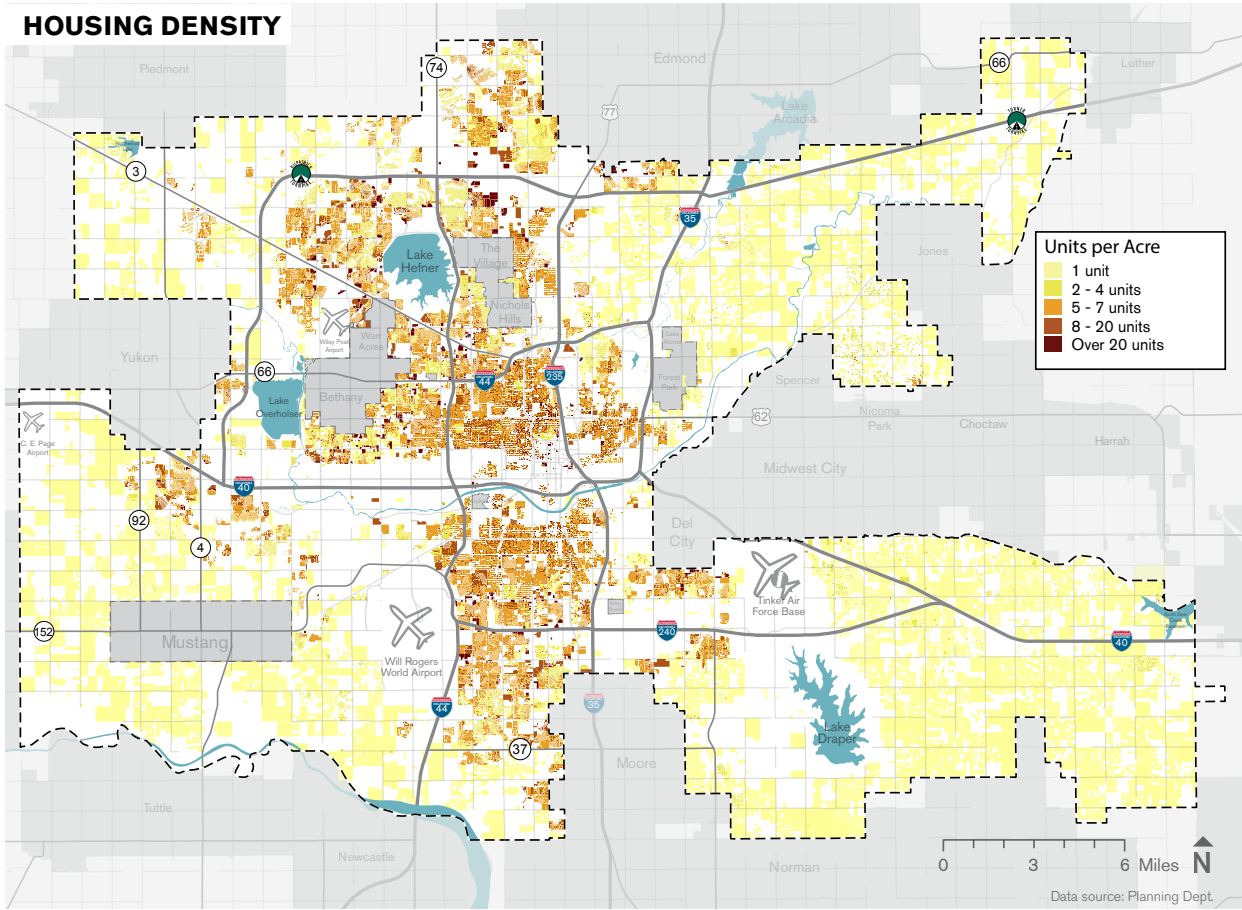 HOUSING DENSITY
Piedmont
74
Edmond
66
Luther
77
Lake
Arcadia
TURNER
TURNPIKE
3
TURNPIKE
35
The
Village
Jones
Lake
Hefner
Units per Acre
1 unit
2 - 4 units
5 - 7 units
8 - 20 units
Over 20 units
Nichols
Hills
Wiley Post
Airport
Warr
Acres
Yukon
66
44
235
Forest
Park
Spencer
Bethany
Lake
Overholser
62
Nicoma
Park
Choctaw
Harrah
C. E. Page
Airport
Midwest City
40
92
4
Del
City
Tinker Air
Force Base
152
Mustang
240
40
Will Rogers
World Airport
44
35
Lake
Draper
37
Moore
Tuttle
Newcastle
Norman
0 3 6 Miles
N
Data source: Planning Dept.